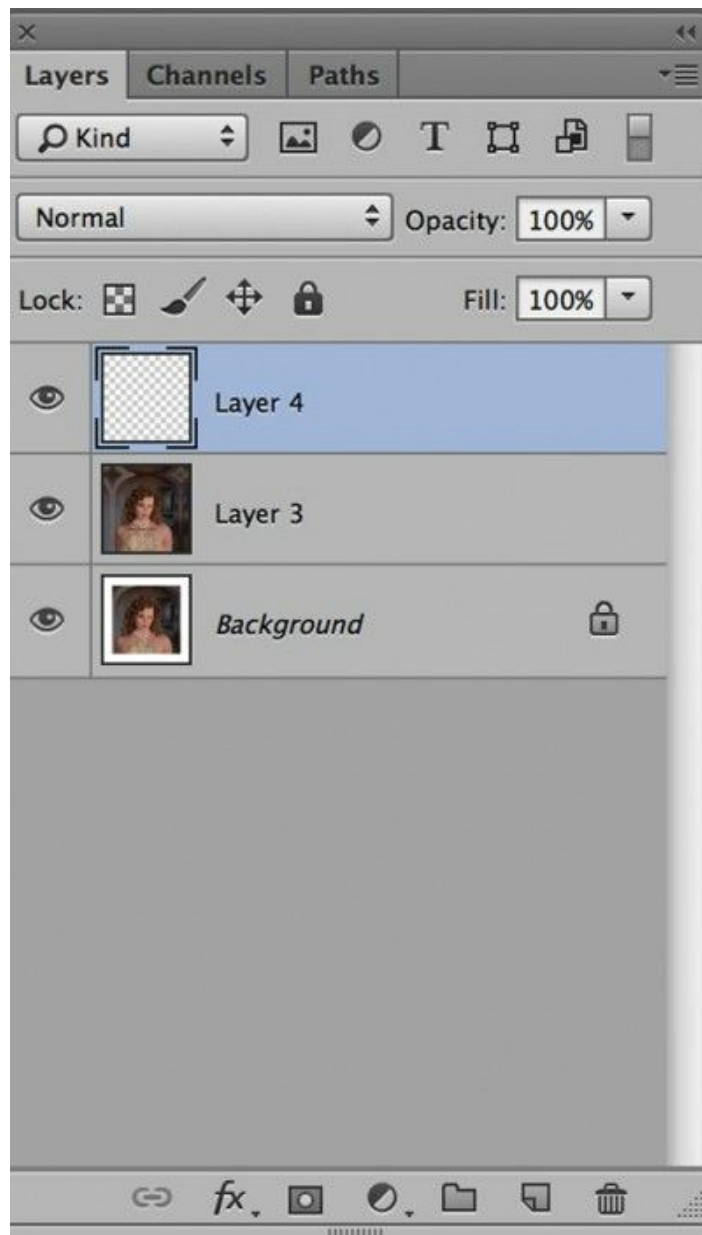 Layers Channels Paths
Kind T
Normal Opacity: 100%
Lock: Fill: 100%
Layer 4
Layer 3
Background
fx